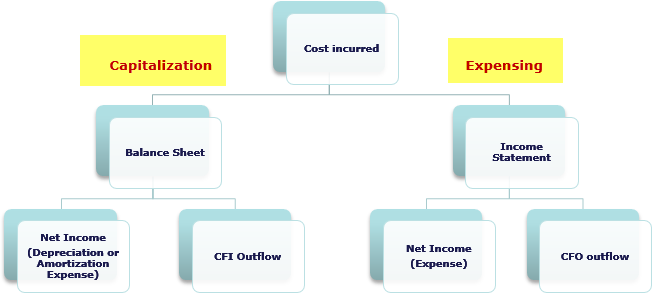 Cost incurred
Capitalization
Expensing
Balance Sheet
Income
Statement
Net Income
(Depreciation or
Amortization
Expense)
CFI Outflow
Net Income
(Expense)
CFO outflow